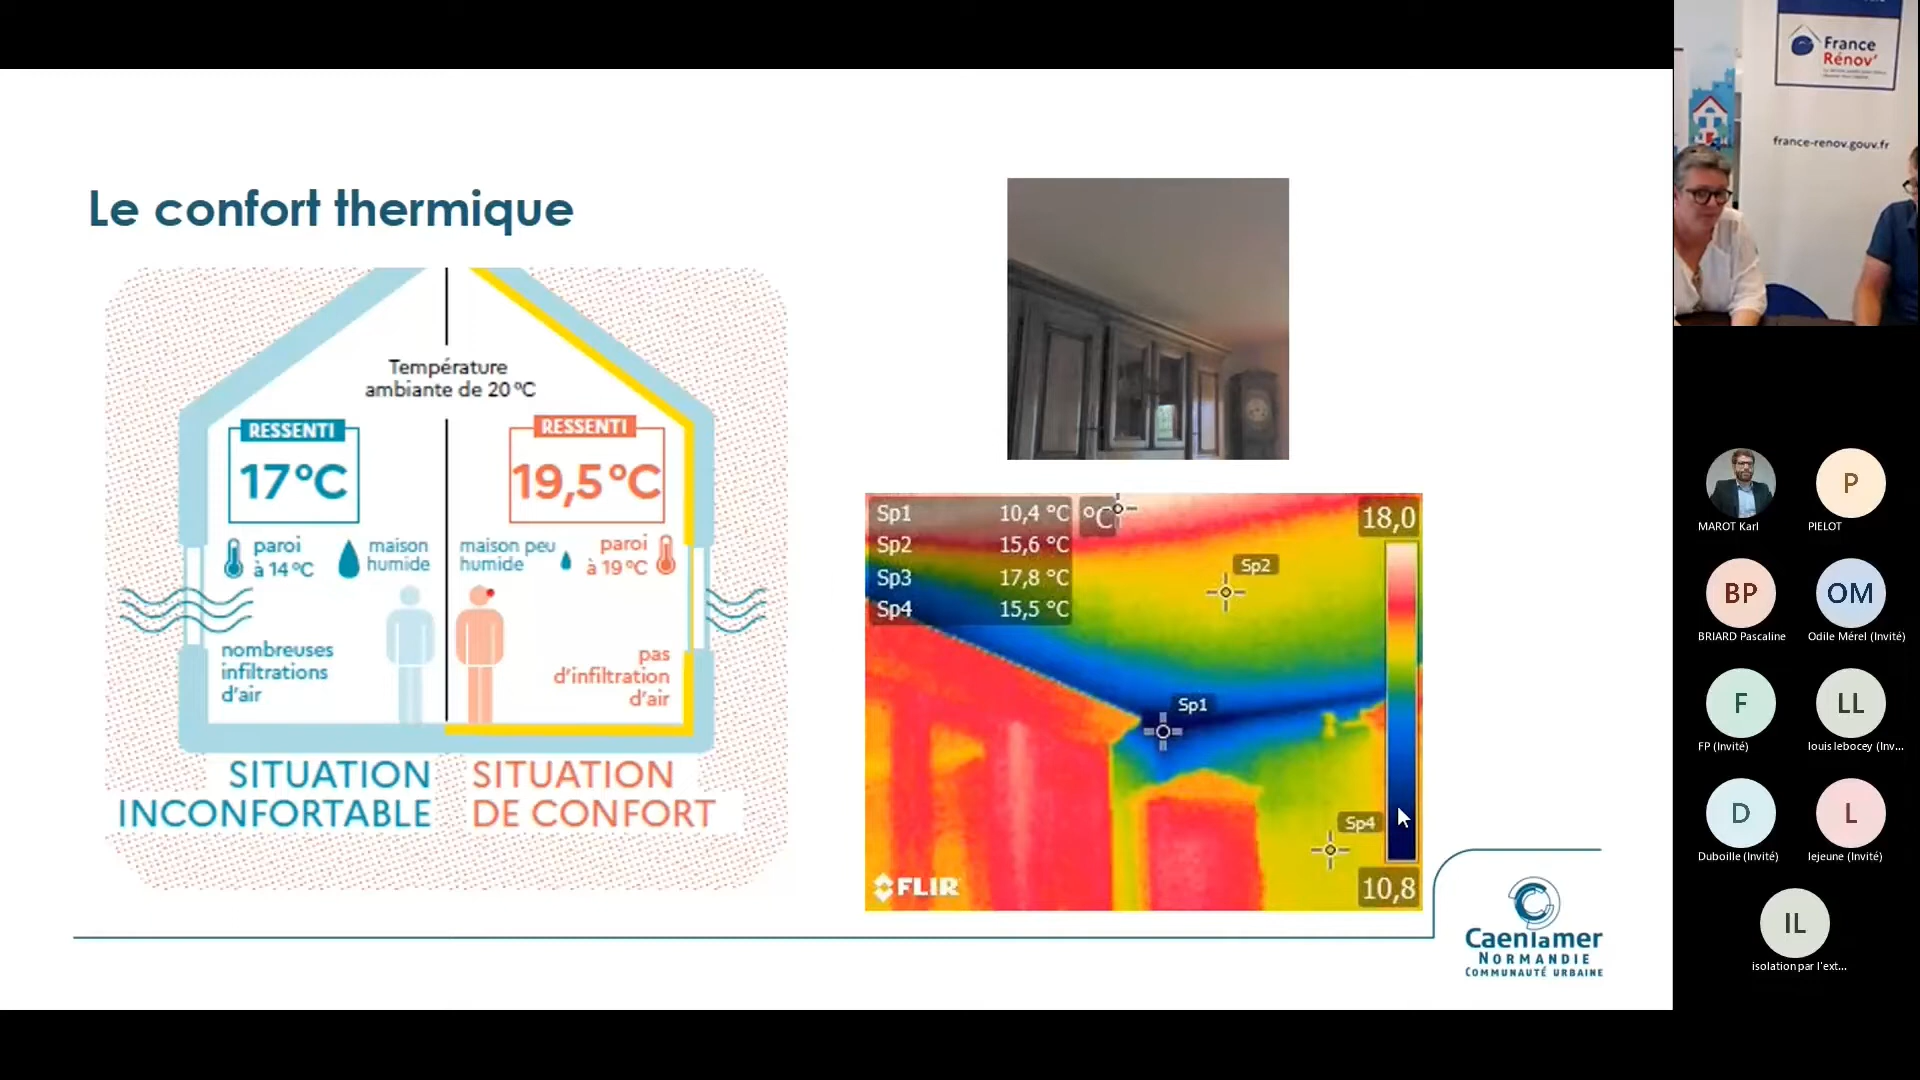 Le confort thermique
Température
ambiante de 20 °C
RESSENTI
17 °C
RESSENTI
19,5 °C
paroi
à 14 °C
maison
humide
maison peu
humide
paroi
à 19 °C
nombreuses
infiltrations
d'air
pas
d'infiltration
d'air
SITUATION
INCONFORTABLE
SITUATION
DE CONFORT
Sp1 10,4 °C
Sp2 15,6 °C
Sp3 17,8 °C
Sp4 15,5 °C
°C
18,0
Sp2
Sp1
Sp4
FLIR
10,8
Caenlamer
NORMANDIE
COMMUNAUTÉ URBAINE
France
Rénov'
france-renov.gouv.fr
MAROT Karl
P
PIELOT
BP
BRIARD Pascaline
OM
Odile Mérel (Invité)
F
FP (Invité)
LL
louis lebocey (Inv...
D
Duboille (Invité)
L
lejeune (Invité)
IL
isolation par l'ext...